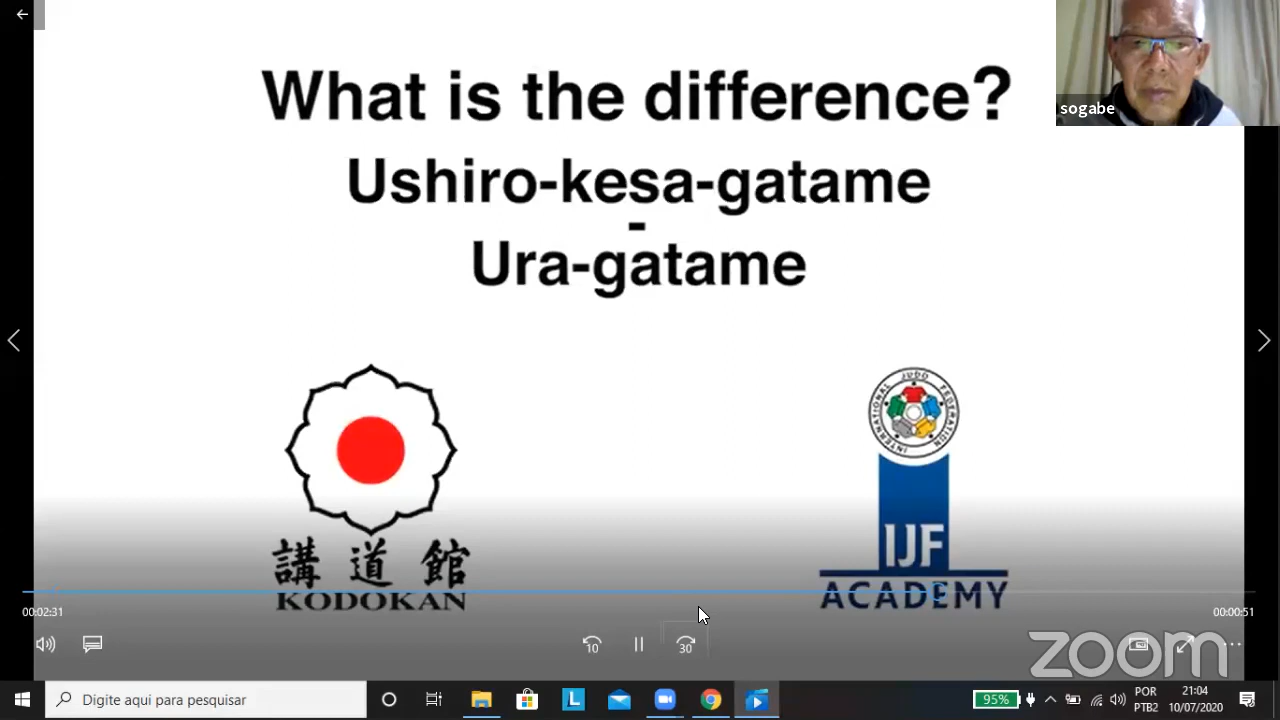 What is the difference?
sogabe
Ushiro-kesa-gatame
-
Ura-gatame
INTERNATIONAL JUDO FEDERATION
講道館
KODOKAN
IJF
ACADEMY
00:02:31
00:00:51
10
30
zoom
Digite aqui para pesquisar
L
95%
POR
PTB2
21:04
10/07/2020